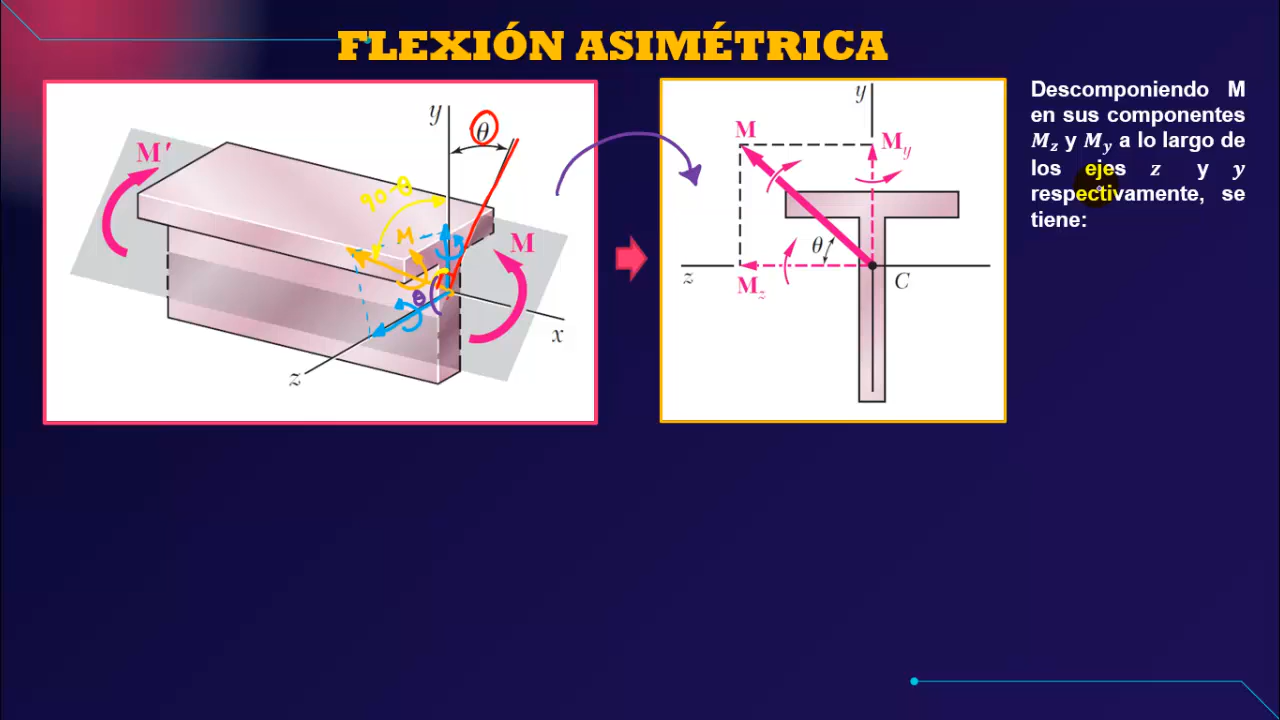 FLEXIÓN ASIMÉTRICA
y
θ
M'
90-θ
M
M
θ
x
z
y
M
My
θ
z
Mz
C
Descomponiendo M
en sus componentes
Mz y My a lo largo de
los ejes z y y
respectivamente, se
tiene: